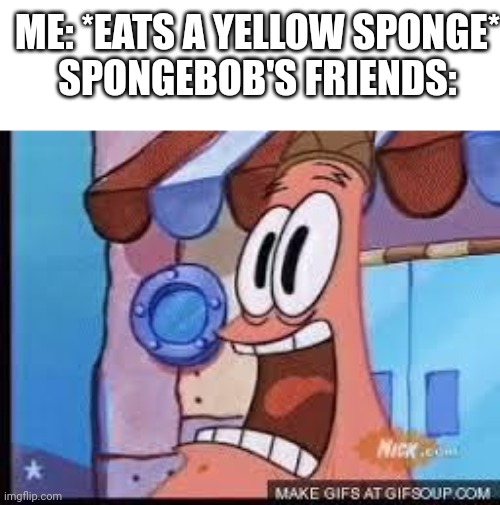 ME: *EATS A YELLOW SPONGE*
SPONGEBOB'S FRIENDS:
NICK.com
MAKE GIFS AT GIFSOUP.COM
imgflip.com